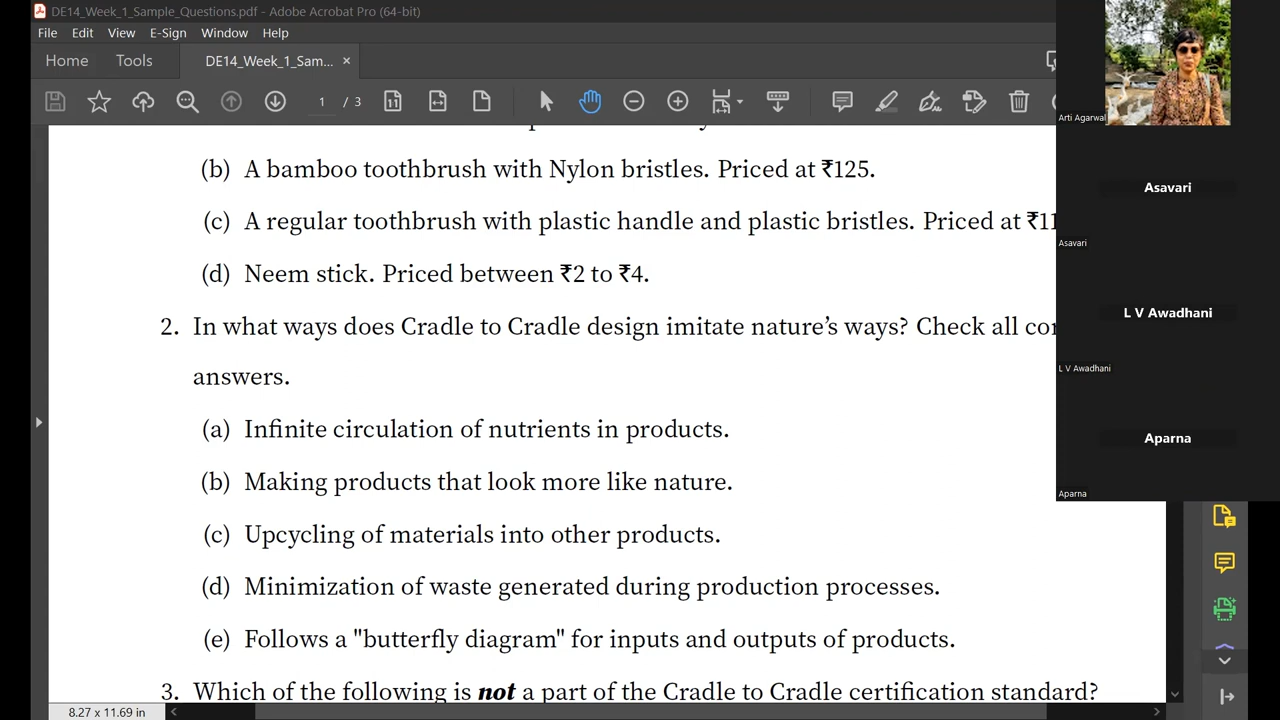 DE14_Week_1_Sample_Questions.pdf - Adobe Acrobat Pro (64-bit)
File Edit View E-Sign Window Help
Home Tools DE14_Week_1_Sam... ×
1 / 3
(b) A bamboo toothbrush with Nylon bristles. Priced at ₹125.
(c) A regular toothbrush with plastic handle and plastic bristles. Priced at ₹11
(d) Neem stick. Priced between ₹2 to ₹4.
2. In what ways does Cradle to Cradle design imitate nature’s ways? Check all cor
answers.
(a) Infinite circulation of nutrients in products.
(b) Making products that look more like nature.
(c) Upcycling of materials into other products.
(d) Minimization of waste generated during production processes.
(e) Follows a "butterfly diagram" for inputs and outputs of products.
3. Which of the following is not a part of the Cradle to Cradle certification standard?
8.27 x 11.69 in
Arti Agarwal
Asavari
Asavari
L V Awadhani
L V Awadhani
Aparna
Aparna